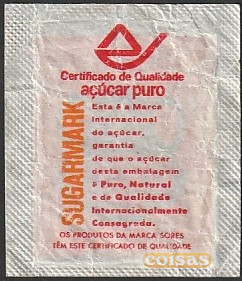 Certificado de Qualidade
açúcar puro
SUGARMARK
Esta é a Marca
Internacional
do açúcar,
garantia
de que o açúcar
desta embalagem
é Puro, Natural
e de Qualidade
Internacionalmente
Consagrada.
OS PRODUTOS DA MARCA SORES
TÊM ESTE CERTIFICADO DE QUALIDADE
coisas